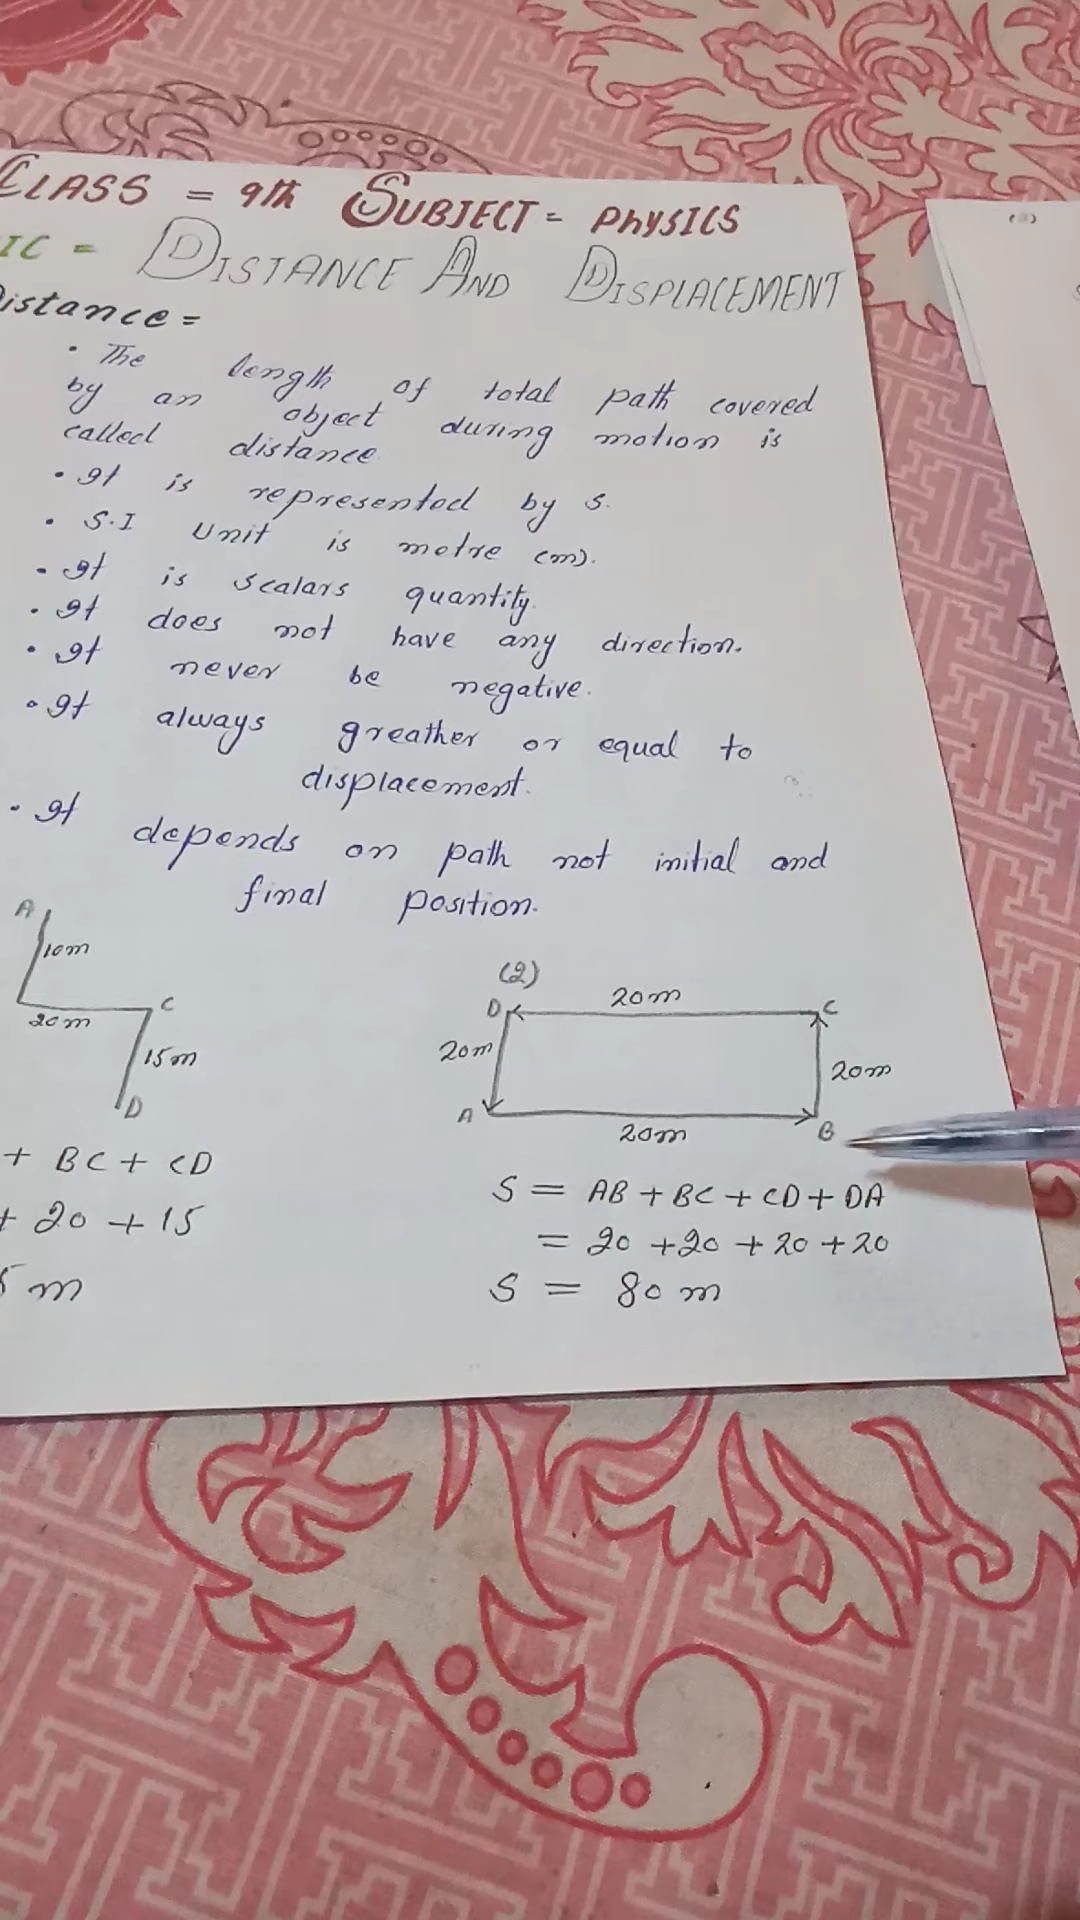 CLASS = 9th SUBJECT = PhYSICS
IC = DISTANCE AND DISPLACEMENT
Distance =
• The length of total path covered
by an object during motion is
called distance.
• It is represented by s.
• S.I Unit is metre (m).
• It is scalars quantity.
• It does not have any direction.
• It never be negative.
• It always greather or equal to
displacement.
• It depends on path not initial and
final position.
A
10m
20m
C
15m
D
+ BC + CD
+ 20 + 15
5 m
(2)
D
20m
C
20m
20m
A
20m
B
S = AB + BC + CD + DA
= 20 + 20 + 20 + 20
S = 80 m